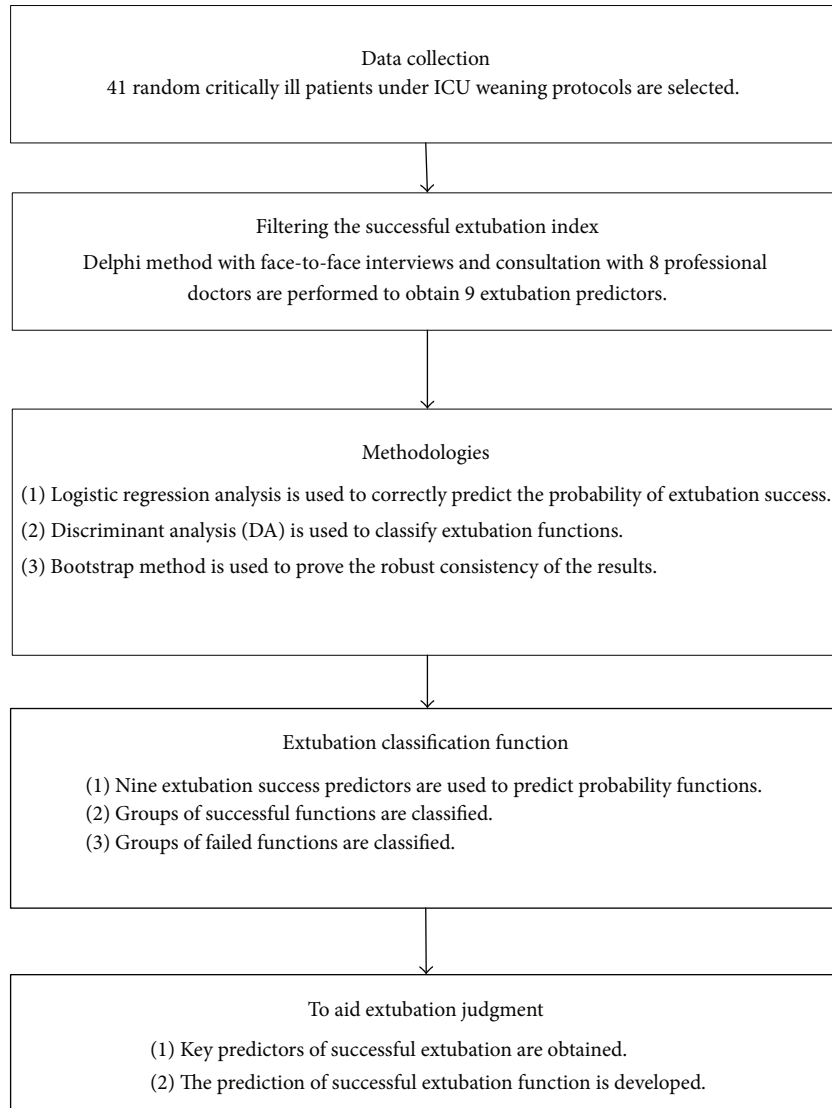 Data collection
41 random critically ill patients under ICU weaning protocols are selected.
Filtering the successful extubation index
Delphi method with face-to-face interviews and consultation with 8 professional
doctors are performed to obtain 9 extubation predictors.
Methodologies
(1) Logistic regression analysis is used to correctly predict the probability of extubation success.
(2) Discriminant analysis (DA) is used to classify extubation functions.
(3) Bootstrap method is used to prove the robust consistency of the results.
Extubation classification function
(1) Nine extubation success predictors are used to predict probability functions.
(2) Groups of successful functions are classified.
(3) Groups of failed functions are classified.
To aid extubation judgment
(1) Key predictors of successful extubation are obtained.
(2) The prediction of successful extubation function is developed.